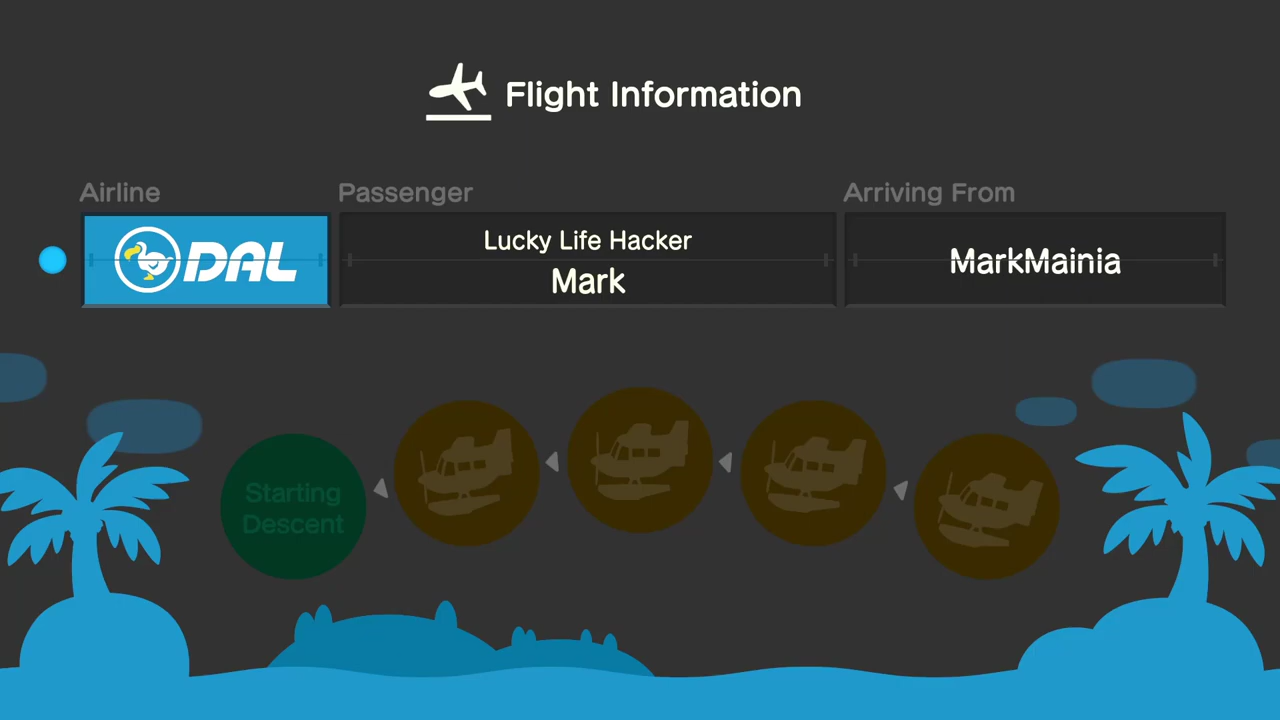 Flight Information
Airline
Passenger
Arriving From
DAL
Lucky Life Hacker
Mark
MarkMainia
Starting
Descent